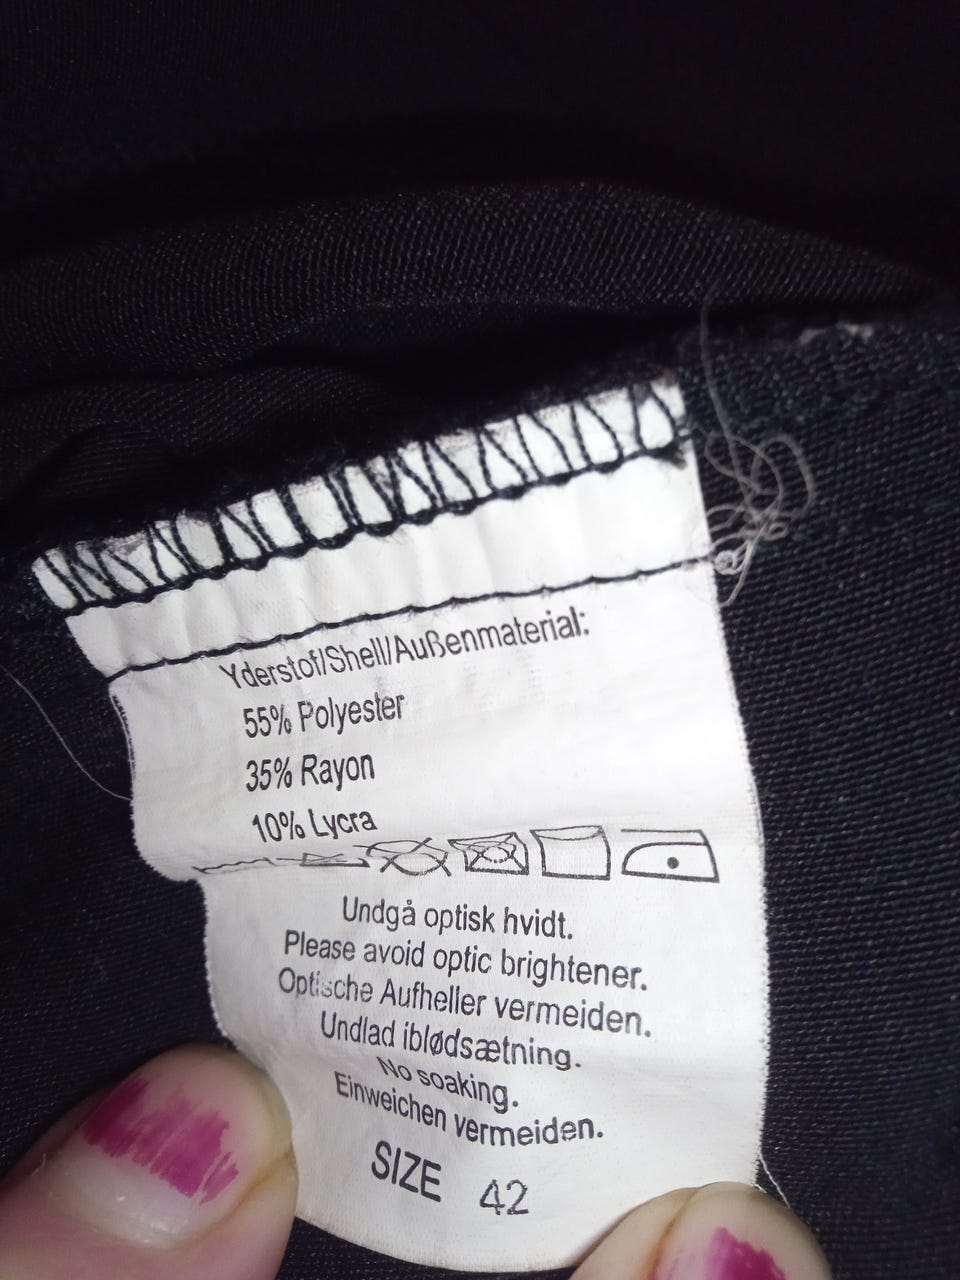 Yderstof/Shell/Außenmaterial:
55% Polyester
35% Rayon
10% Lycra
Undgå optisk hvidt.
Please avoid optic brightener.
Optische Aufheller vermeiden.
Undlad iblødsætning.
No soaking.
Einweichen vermeiden.
SIZE 42